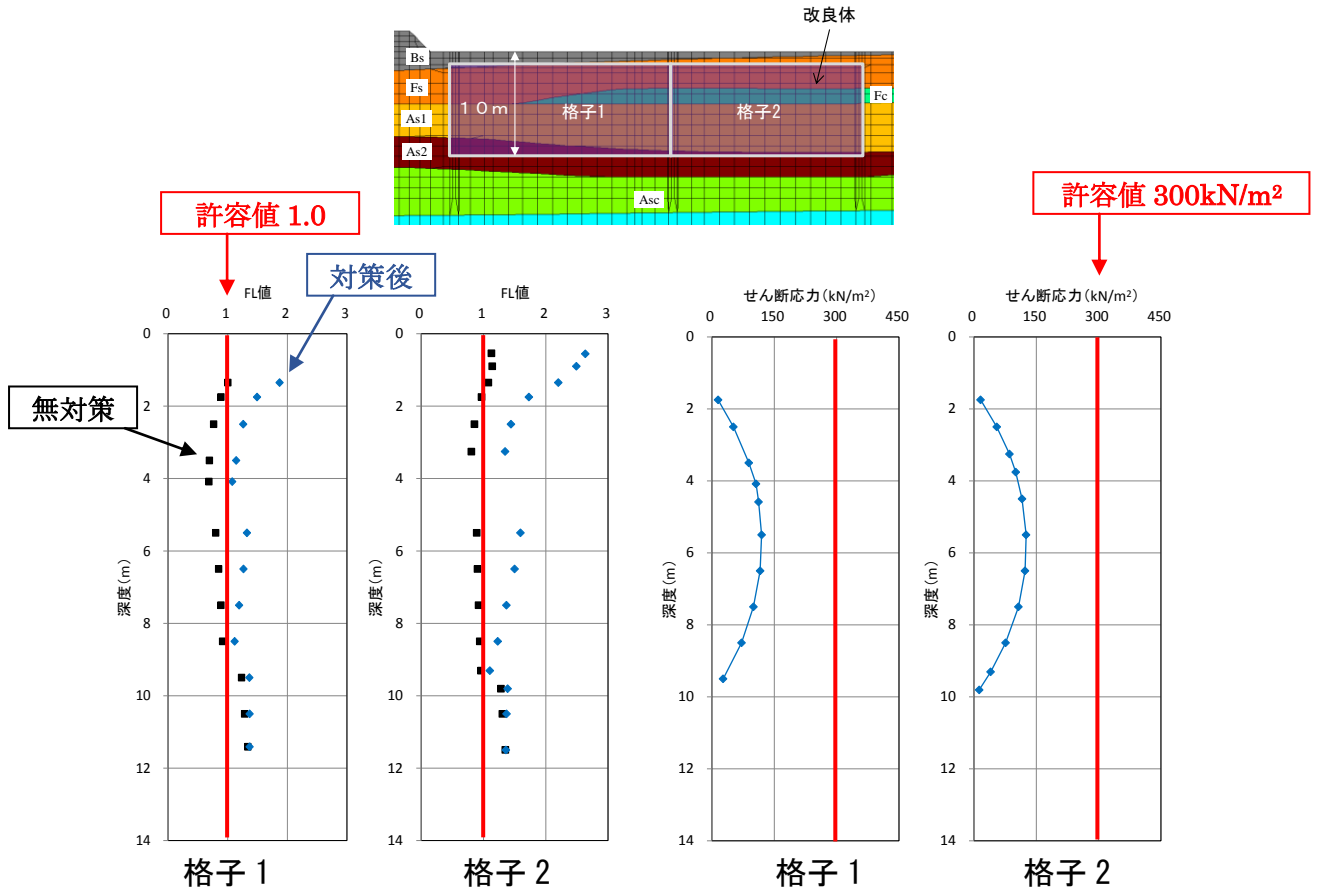 改良体
Bs
Fs
Fc
10m
格子1
格子2
As1
As2
Asc
許容値 1.0
許容値 300kN/m²
対策後
無対策
FL値
0 1 2 3
深度(m)
0
2
4
6
8
10
12
14
格子 1
FL値
0 1 2 3
深度(m)
0
2
4
6
8
10
12
14
格子 2
せん断応力(kN/m²)
0 150 300 450
深度(m)
0
2
4
6
8
10
12
14
格子 1
せん断応力(kN/m²)
0 150 300 450
深度(m)
0
2
4
6
8
10
12
14
格子 2